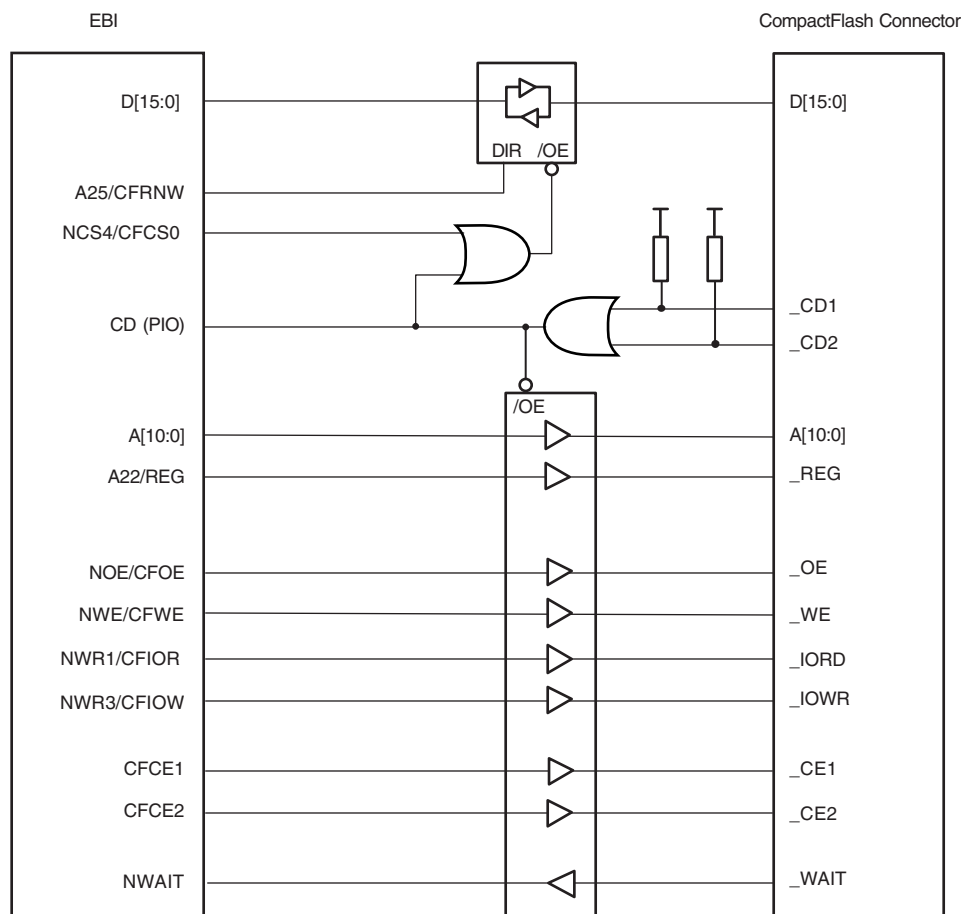 EBI
CompactFlash Connector
D[15:0]
D[15:0]
DIR /OE
A25/CFRNW
NCS4/CFCS0
_CD1
CD (PIO)
_CD2
/OE
A[10:0]
A[10:0]
A22/REG
_REG
NOE/CFOE
_OE
NWE/CFWE
_WE
NWR1/CFIOR
_IORD
NWR3/CFIOW
_IOWR
CFCE1
_CE1
CFCE2
_CE2
NWAIT
_WAIT